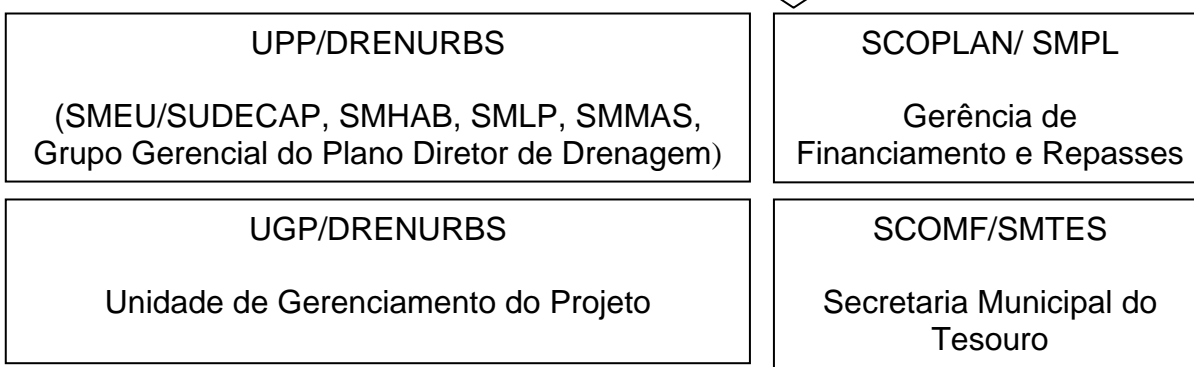 UPP/DRENURBS
(SMEU/SUDECAP, SMHAB, SMLP, SMMAS,
Grupo Gerencial do Plano Diretor de Drenagem)
SCOPLAN/ SMPL
Gerência de
Financiamento e Repasses
UGP/DRENURBS
Unidade de Gerenciamento do Projeto
SCOMF/SMTES
Secretaria Municipal do
Tesouro